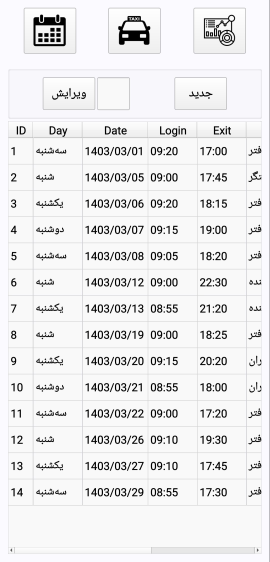 TAXI
ویرایش جدید
ID Day Date Login Exit
1 سه‌شنبه 1403/03/01 09:20 17:00 فتر
2 شنبه 1403/03/05 09:00 17:45 نگر
3 یکشنبه 1403/03/06 09:20 18:15 فتر
4 دوشنبه 1403/03/07 09:15 19:00 فتر
5 سه‌شنبه 1403/03/08 09:05 18:20 فتر
6 شنبه 1403/03/12 09:00 22:30 نده
7 یکشنبه 1403/03/13 08:55 21:20 نده
8 شنبه 1403/03/19 09:00 18:25 فتر
9 یکشنبه 1403/03/20 09:15 20:20 ران
10 دوشنبه 1403/03/21 08:55 18:00 ران
11 سه‌شنبه 1403/03/22 09:00 17:20 فتر
12 شنبه 1403/03/26 09:10 19:30 فتر
13 یکشنبه 1403/03/27 09:10 17:45 فتر
14 سه‌شنبه 1403/03/29 08:55 17:30 فتر